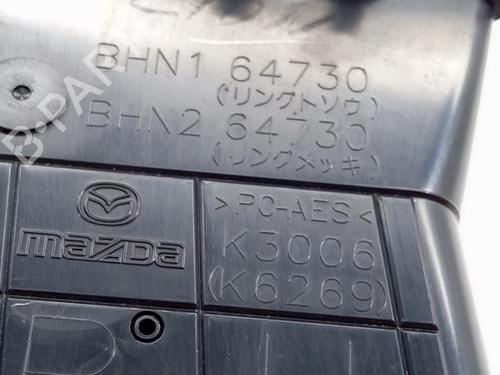 BHN1 64730
(リングトソウ)
BHN2 64730
(リングメッキ)
>PC-AES<
mazda
K3006
(K6269)
B-PAR
R